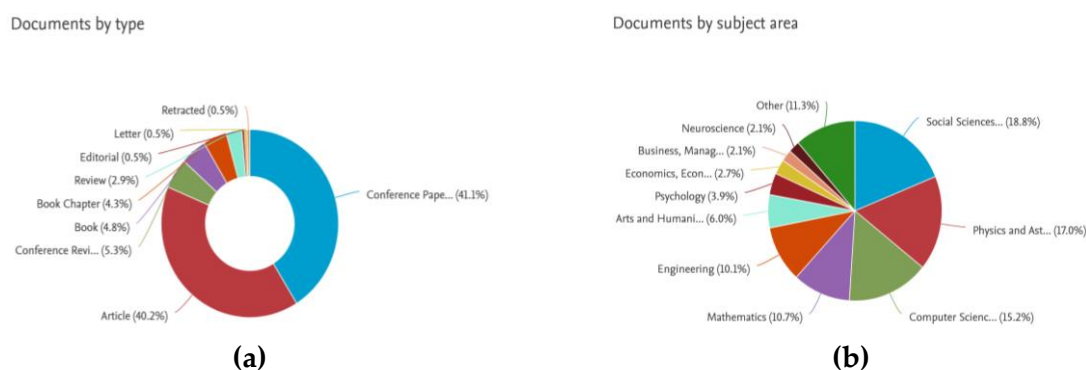 Documents by type
Retracted (0.5%)
Letter (0.5%)
Editorial (0.5%)
Review (2.9%)
Book Chapter (4.3%)
Book (4.8%)
Conference Revi... (5.3%)
Article (40.2%)
Conference Pape... (41.1%)
(a)
Documents by subject area
Other (11.3%)
Neuroscience (2.1%)
Business, Manag... (2.1%)
Economics, Econ... (2.7%)
Psychology (3.9%)
Arts and Humani... (6.0%)
Engineering (10.1%)
Mathematics (10.7%)
Social Sciences... (18.8%)
Physics and Ast... (17.0%)
Computer Scienc... (15.2%)
(b)